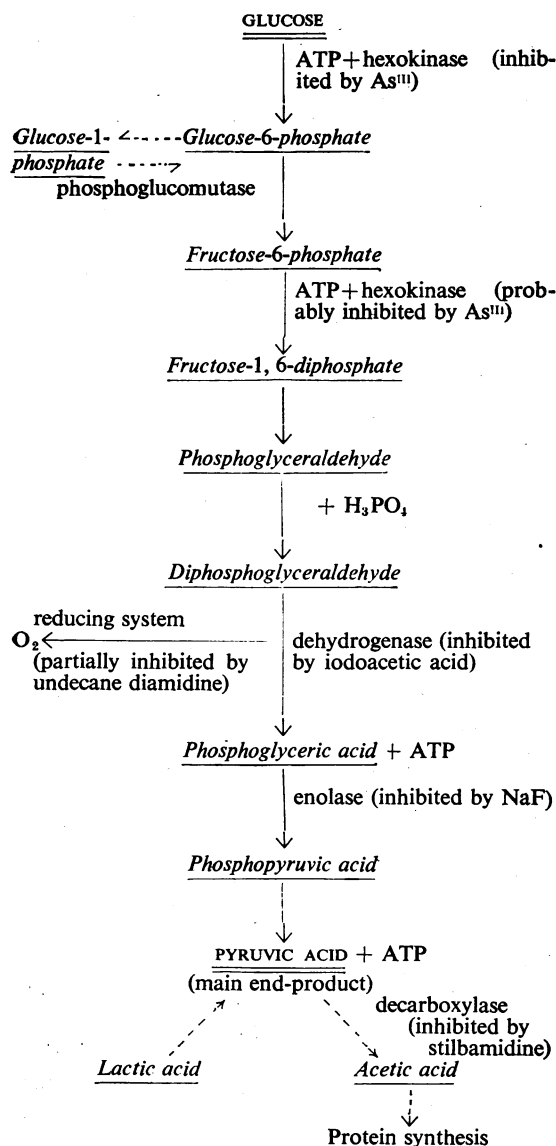 GLUCOSE
ATP+hexokinase (inhib-
ited by Asᴵᴵᴵ)
Glucose-1-
phosphate
Glucose-6-phosphate
phosphoglucomutase
Fructose-6-phosphate
ATP+hexokinase (prob-
ably inhibited by Asᴵᴵᴵ)
Fructose-1, 6-diphosphate
Phosphoglyceraldehyde
+ H₃PO₄
Diphosphoglyceraldehyde
reducing system
O₂
(partially inhibited by
undecane diamidine)
dehydrogenase (inhibited
by iodoacetic acid)
Phosphoglyceric acid + ATP
enolase (inhibited by NaF)
Phosphopyruvic acid
PYRUVIC ACID + ATP
(main end-product)
decarboxylase
(inhibited by
stilbamidine)
Lactic acid
Acetic acid
Protein synthesis